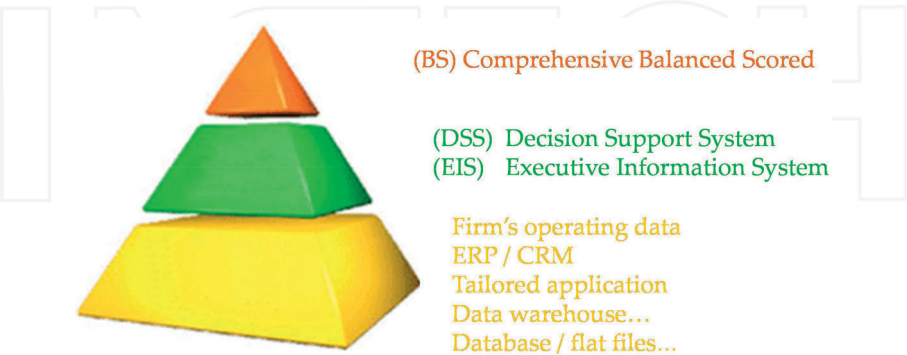 (BS) Comprehensive Balanced Scored
(DSS) Decision Support System
(EIS) Executive Information System
Firm's operating data
ERP / CRM
Tailored application
Data warehouse...
Database / flat files...